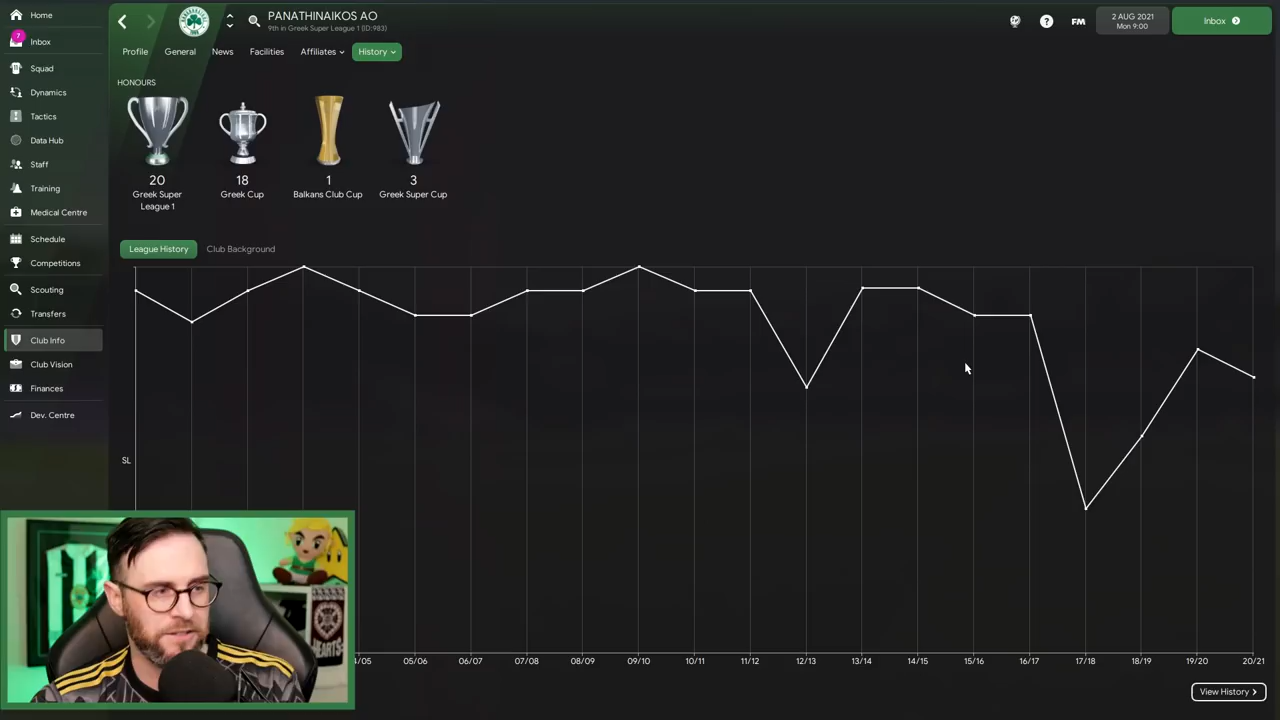 Home
7
Inbox
Squad
Dynamics
Tactics
Data Hub
Staff
Training
Medical Centre
Schedule
Competitions
Scouting
Transfers
Club Info
Club Vision
Finances
Dev. Centre
PANATHINAIKOS AO
9th in Greek Super League 1 (ID:983)
?
FM
2 AUG 2021
Mon 9:00
Inbox
Profile
General
News
Facilities
Affiliates
History
HONOURS
20
Greek Super
League 1
18
Greek Cup
1
Balkans Club Cup
3
Greek Super Cup
League History
Club Background
SL
/05
05/06
06/07
07/08
08/09
09/10
10/11
11/12
12/13
13/14
14/15
15/16
16/17
17/18
18/19
19/20
20/21
HEARTS
View History